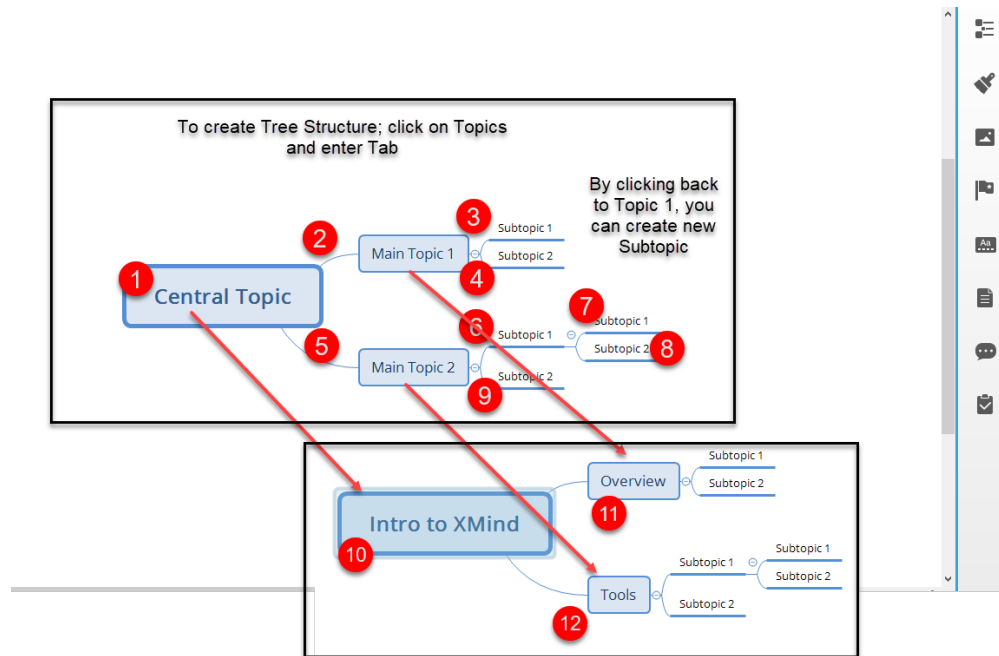 To create Tree Structure; click on Topics
and enter Tab
By clicking back
to Topic 1, you
can create new
Subtopic
1
Central Topic
2
Main Topic 1
3
Subtopic 1
4
Subtopic 2
5
Main Topic 2
6
Subtopic 1
7
Subtopic 1
Subtopic 2
8
9
Subtopic 2
10
Intro to XMind
11
Overview
Subtopic 1
Subtopic 2
12
Tools
Subtopic 1
Subtopic 1
Subtopic 2
Subtopic 2
Aa